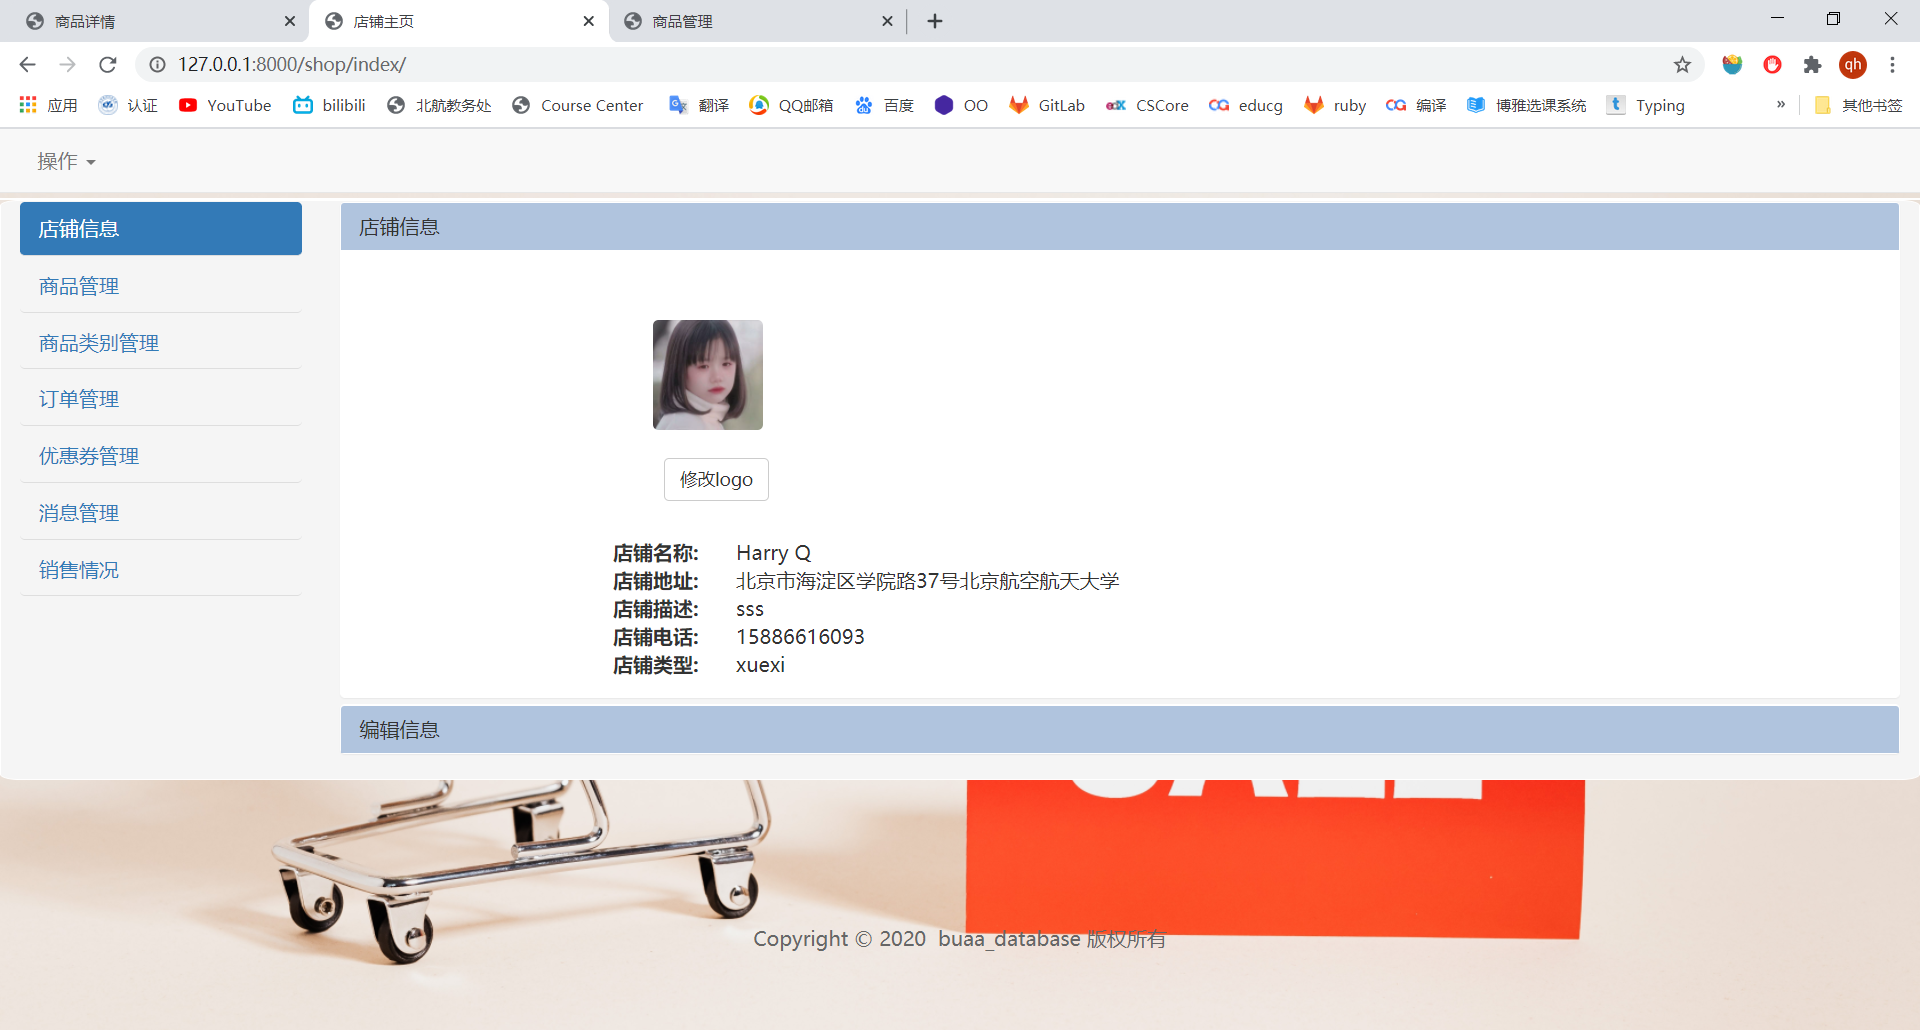 商品详情
店铺主页
商品管理
127.0.0.1:8000/shop/index/
qh
应用
认证
YouTube
bilibili
北航教务处
Course Center
翻译
QQ邮箱
百度
OO
GitLab
CSCore
educg
ruby
编译
博雅选课系统
t
Typing
»
其他书签
操作
店铺信息
商品管理
商品类别管理
订单管理
优惠券管理
消息管理
销售情况
店铺信息
修改logo
店铺名称: Harry Q
店铺地址: 北京市海淀区学院路37号北京航空航天大学
店铺描述: sss
店铺电话: 15886616093
店铺类型: xuexi
编辑信息
Copyright © 2020 buaa_database 版权所有